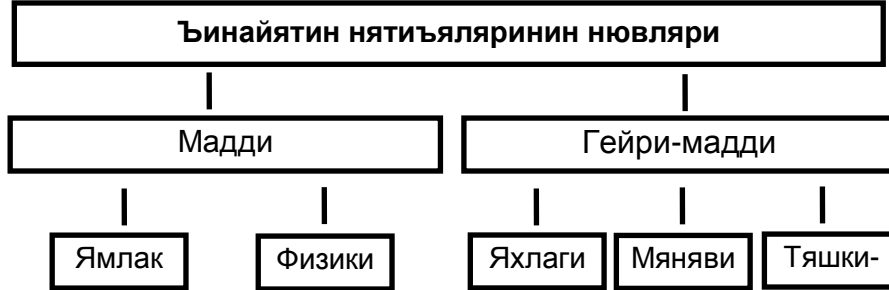 Ъинайятин нятиъяляринин нювляри
Мадди
Гейри-мадди
Ямлак
Физики
Яхлаги
Мяняви
Тяшки-